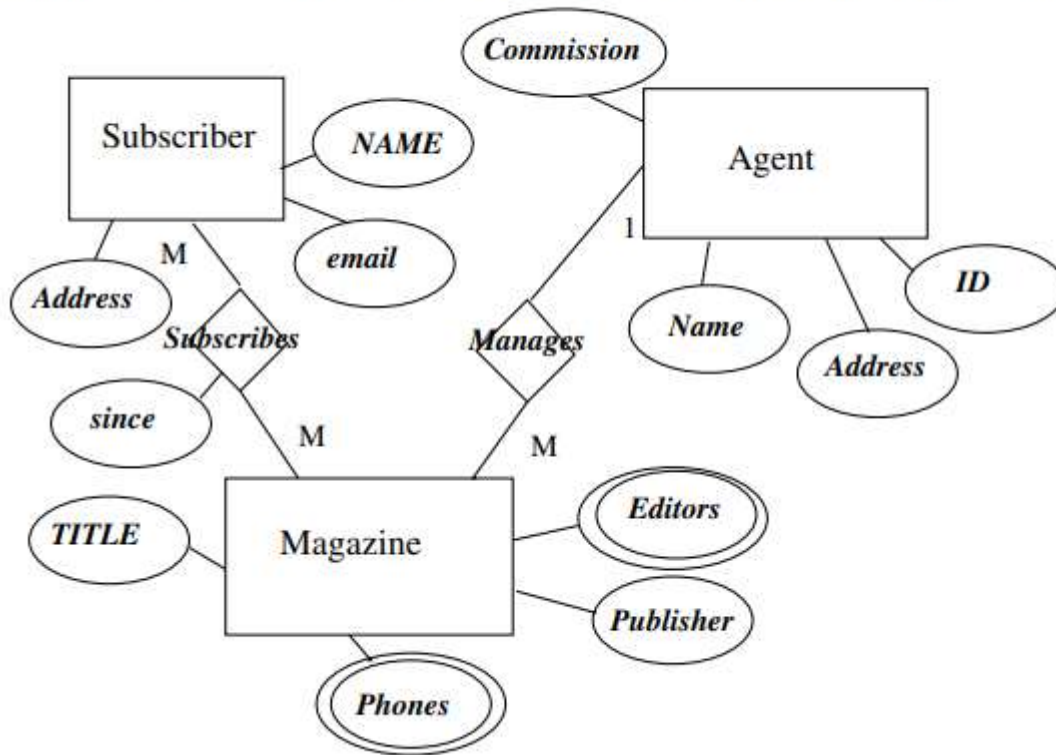 Commission
Subscriber
NAME
Agent
M
1
email
Address
ID
Name
Subscribes
Manages
Address
since
M
M
Editors
TITLE
Magazine
Publisher
Phones